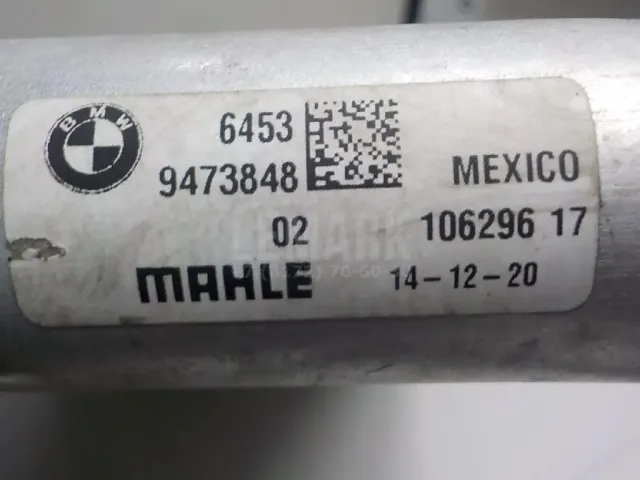 BMW
6453
9473848
MEXICO
02
106296 17
MAHLE
14-12-20